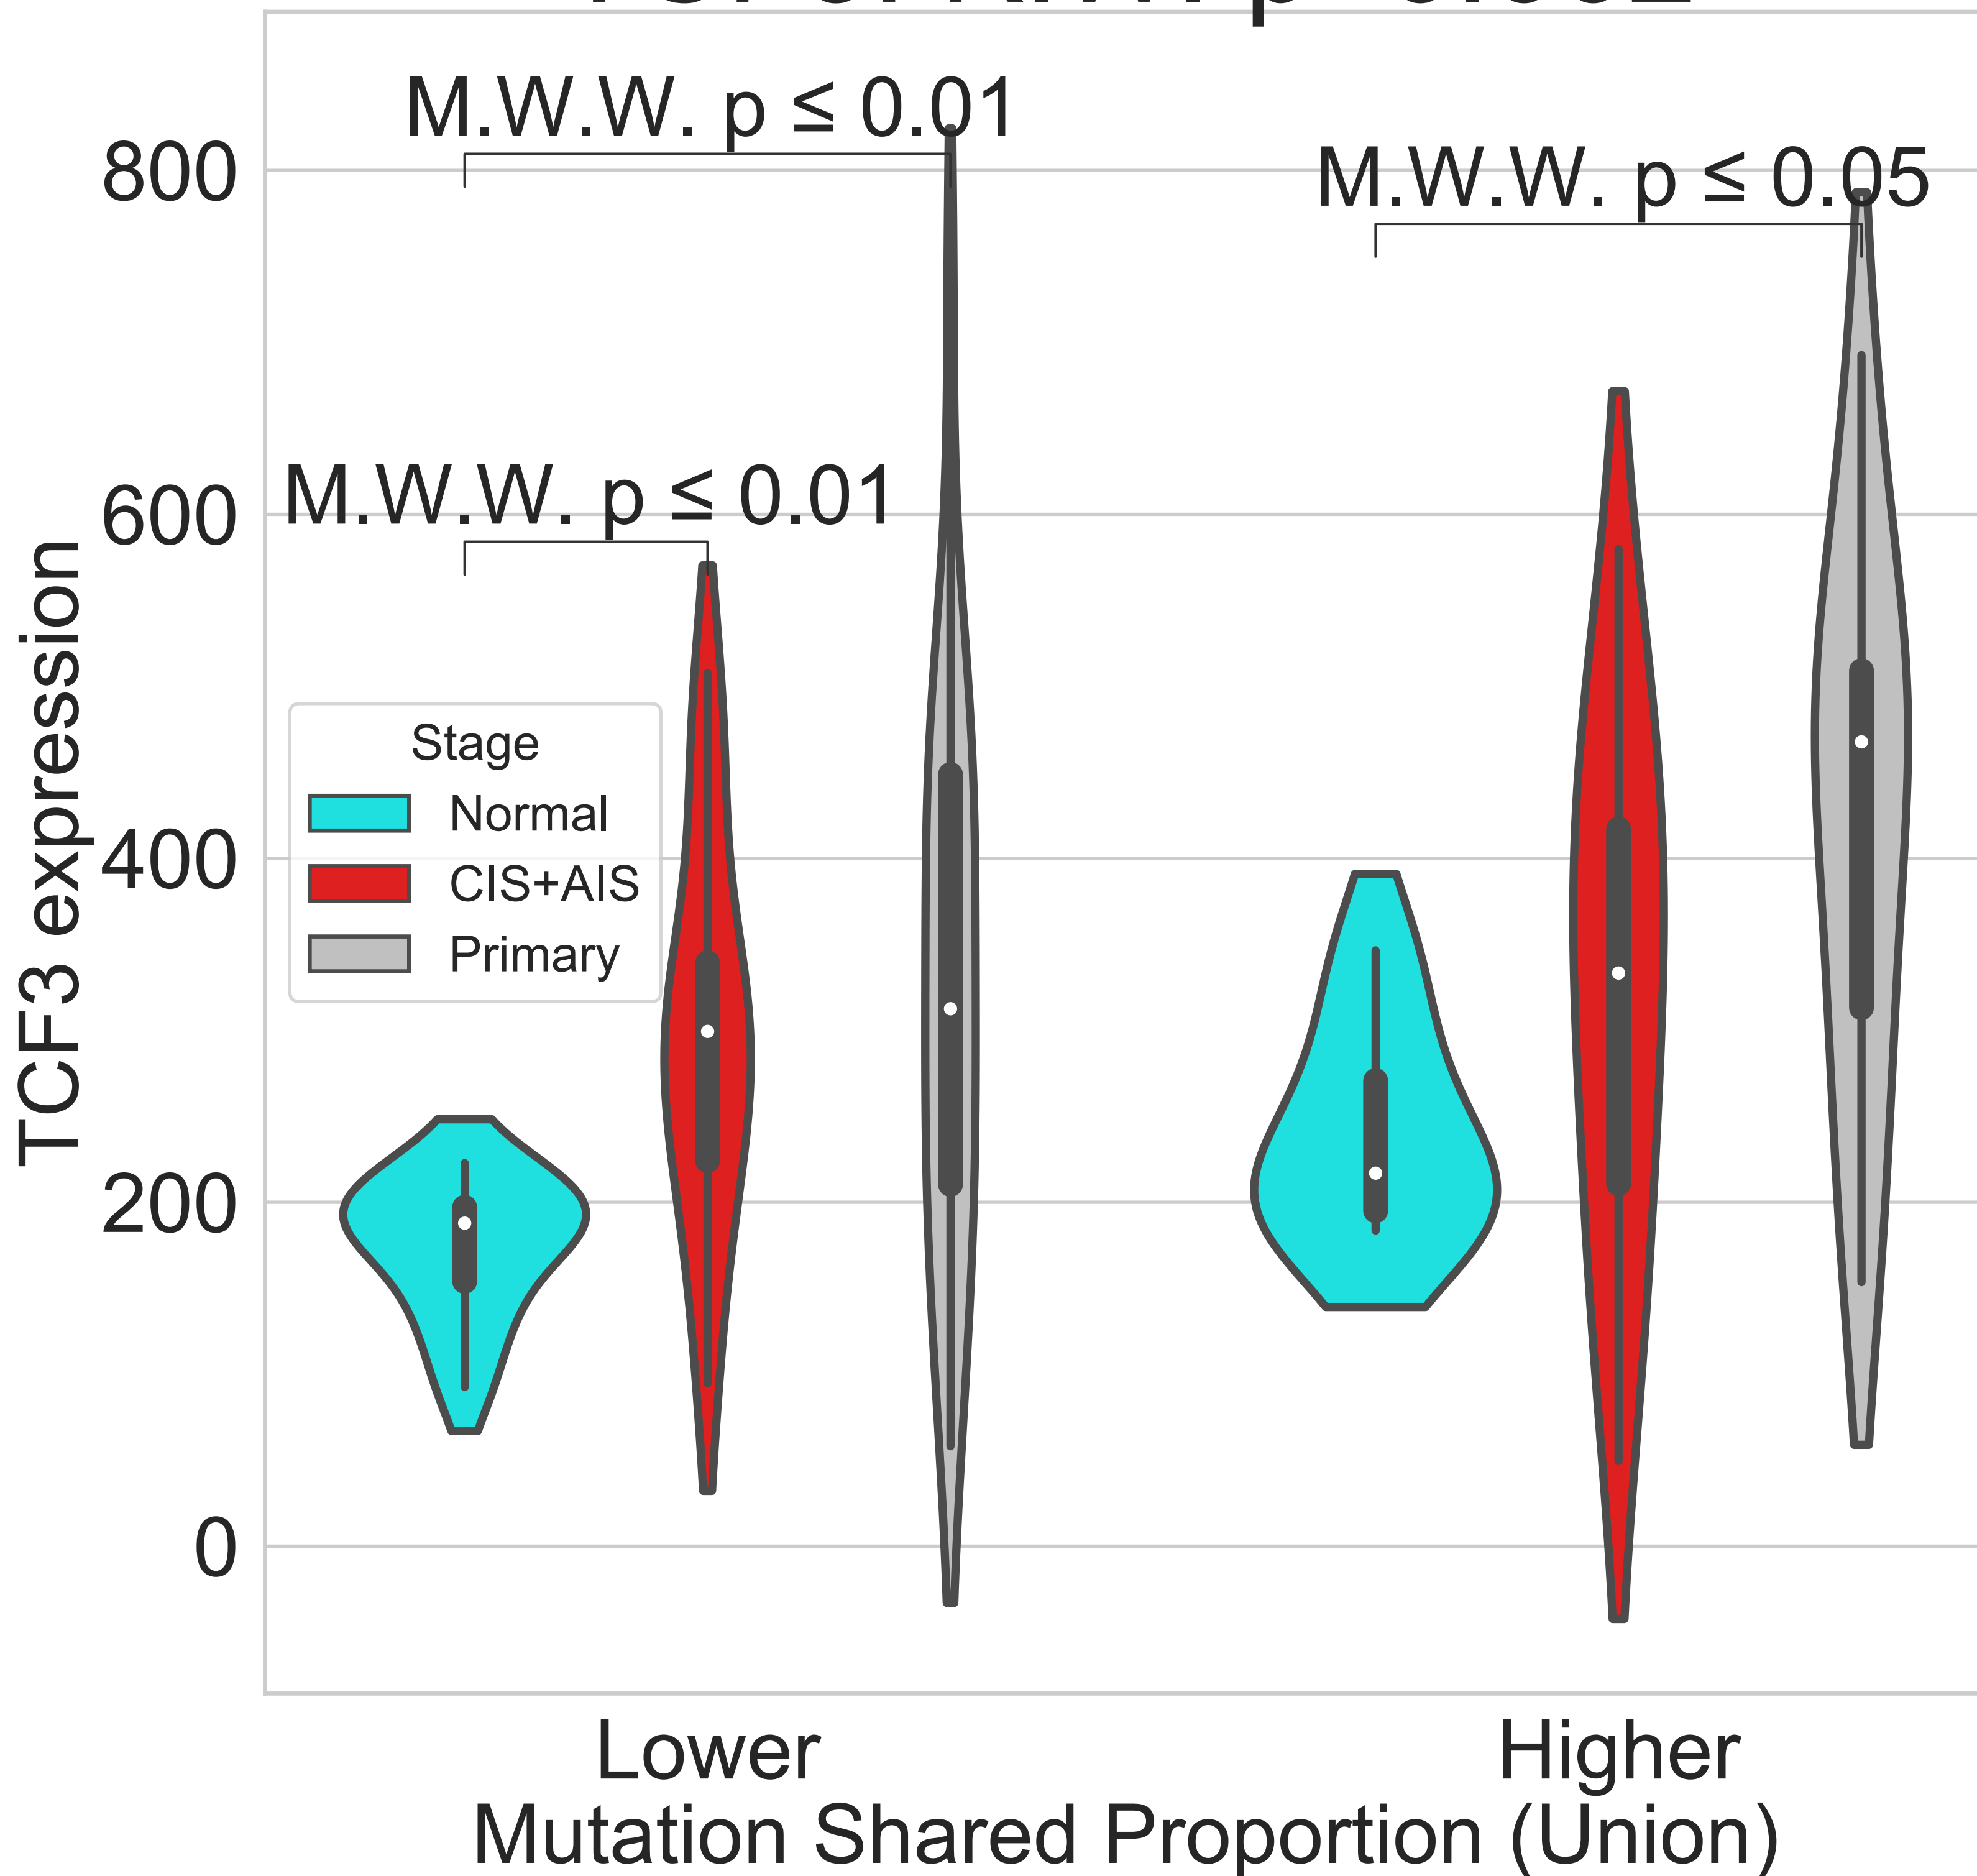 M.W.W. p ≤ 0.01
800
M.W.W. p ≤ 0.05
M.W.W. p ≤ 0.01
600
TCF3 expression
Stage
Normal
CIS+AIS
Primary
400
200
0
Lower
Higher
Mutation Shared Proportion (Union)